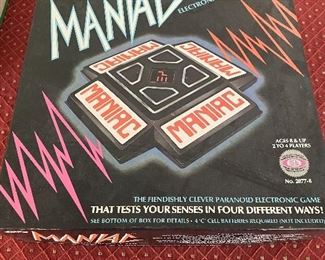 MANIAC
ELECTRONIC
MANIAC
MANIAC
MANIAC
MANIAC
AGES 8 & UP
2 TO 4 PLAYERS
No. 2877-8
THE FIENDISHLY CLEVER PARANOID ELECTRONIC GAME
THAT TESTS YOUR SENSES IN FOUR DIFFERENT WAYS!
SEE BOTTOM OF BOX FOR DETAILS • 4 "C" CELL BATTERIES REQUIRED (NOT INCLUDED)
MANIAC